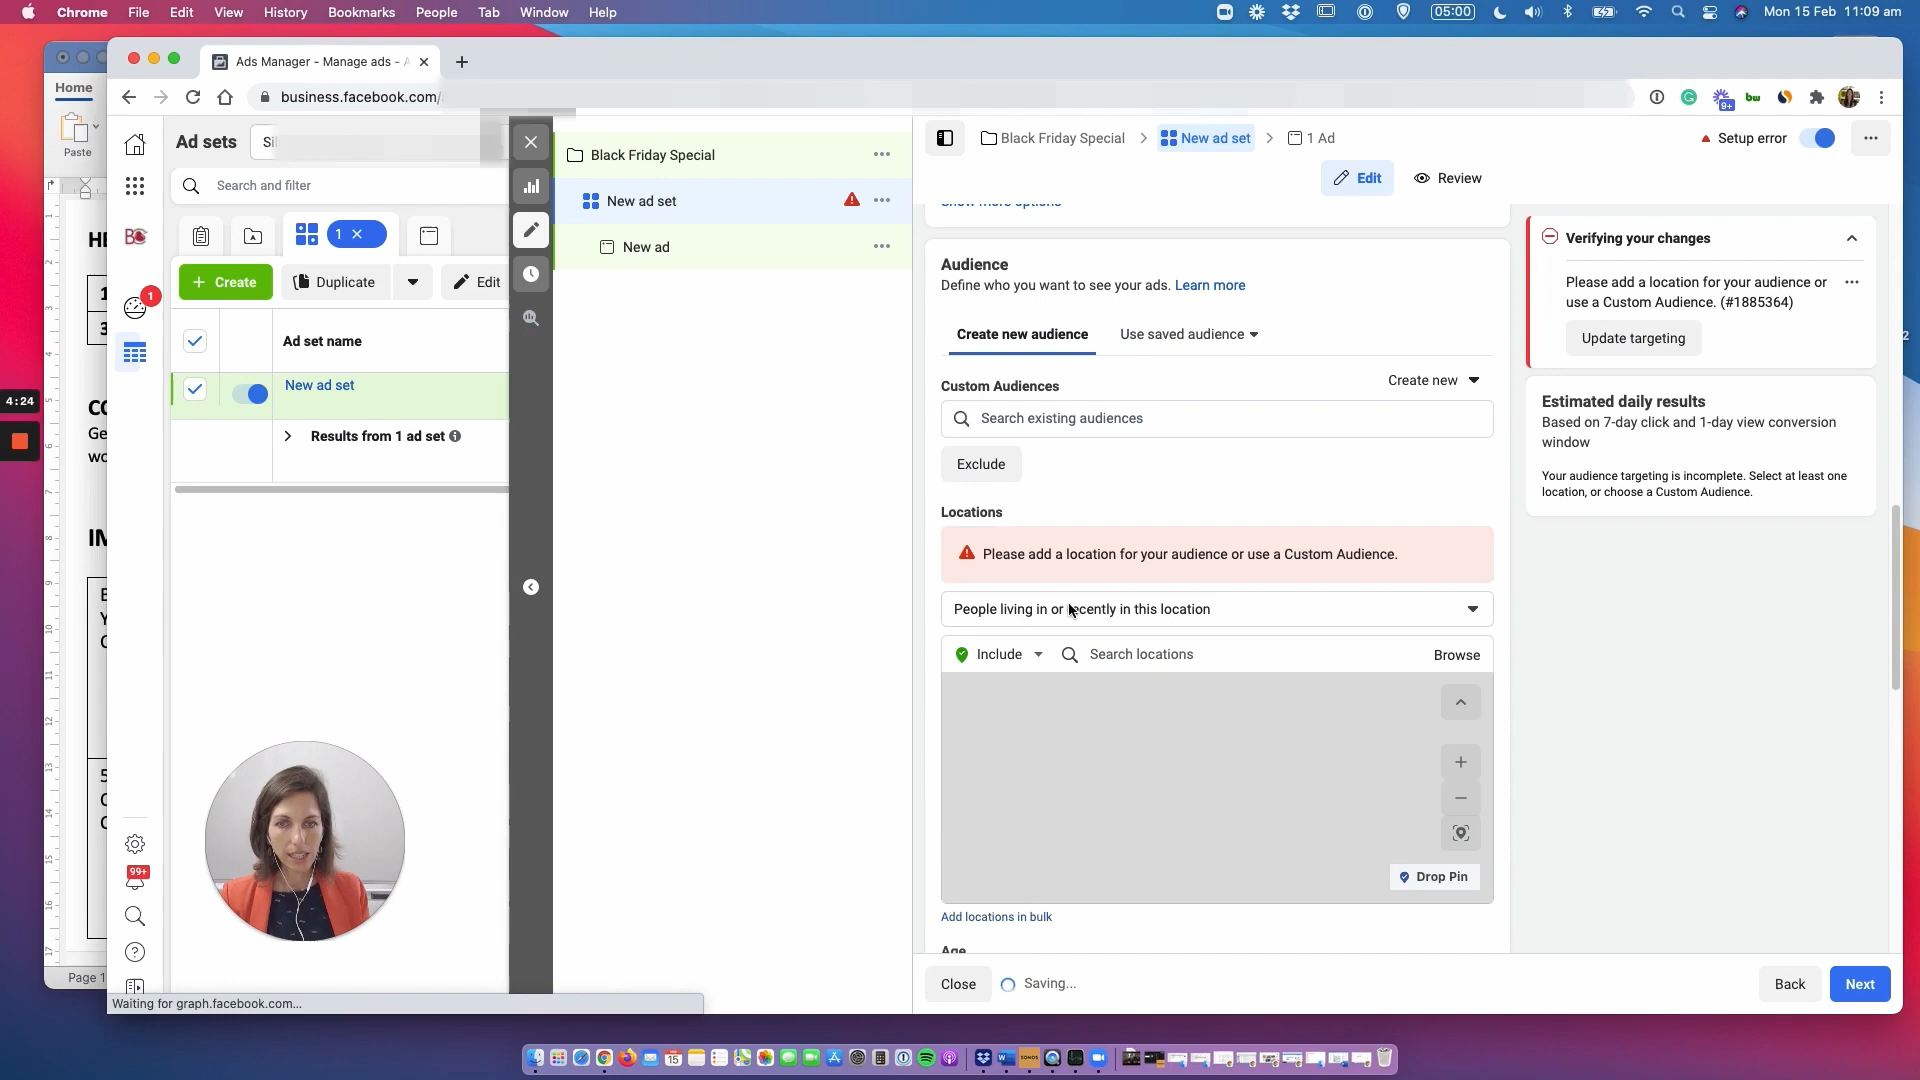 Chrome File Edit View History Bookmarks People Tab Window Help
05:00
Mon 15 Feb 11:09 am
Ads Manager - Manage ads -
business.facebook.com/
9+
Home
Paste
Page 1
4:24
Ad sets
Search and filter
1
1
Create
Duplicate
Edit
Ad set name
New ad set
Results from 1 ad set
99+
Waiting for graph.facebook.com...
Black Friday Special
New ad set
New ad
Black Friday Special
New ad set
1 Ad
Setup error
Edit
Review
Show more options
Audience
Define who you want to see your ads. Learn more
Create new audience
Use saved audience
Custom Audiences
Create new
Search existing audiences
Exclude
Locations
Please add a location for your audience or use a Custom Audience.
People living in or recently in this location
Include
Search locations
Browse
Drop Pin
Add locations in bulk
Age
Close
Saving...
Back
Next
Verifying your changes
Please add a location for your audience or
use a Custom Audience. (#1885364)
Update targeting
Estimated daily results
Based on 7-day click and 1-day view conversion
window
Your audience targeting is incomplete. Select at least one
location, or choose a Custom Audience.